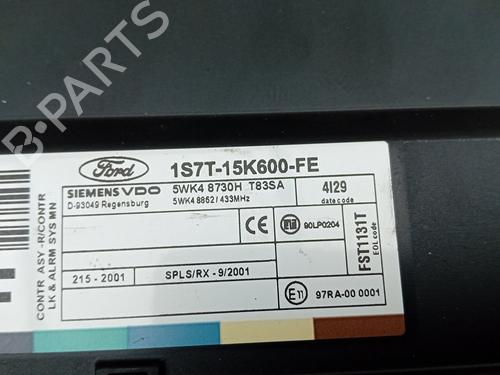 Ford
1S7T-15K600-FE
SIEMENS VDO
D-93049 Regensburg
5WK4 8730H T83SA
5WK4 8862 / 433MHz
4I29
date code
CE
90LP0204
FST1131T
EOL code
215 - 2001
SPLS/RX - 9/2001
E11
97RA-00 0001
CONTR ASY -R/CONTR
LK & ALRM SYS MN
B-PARTS